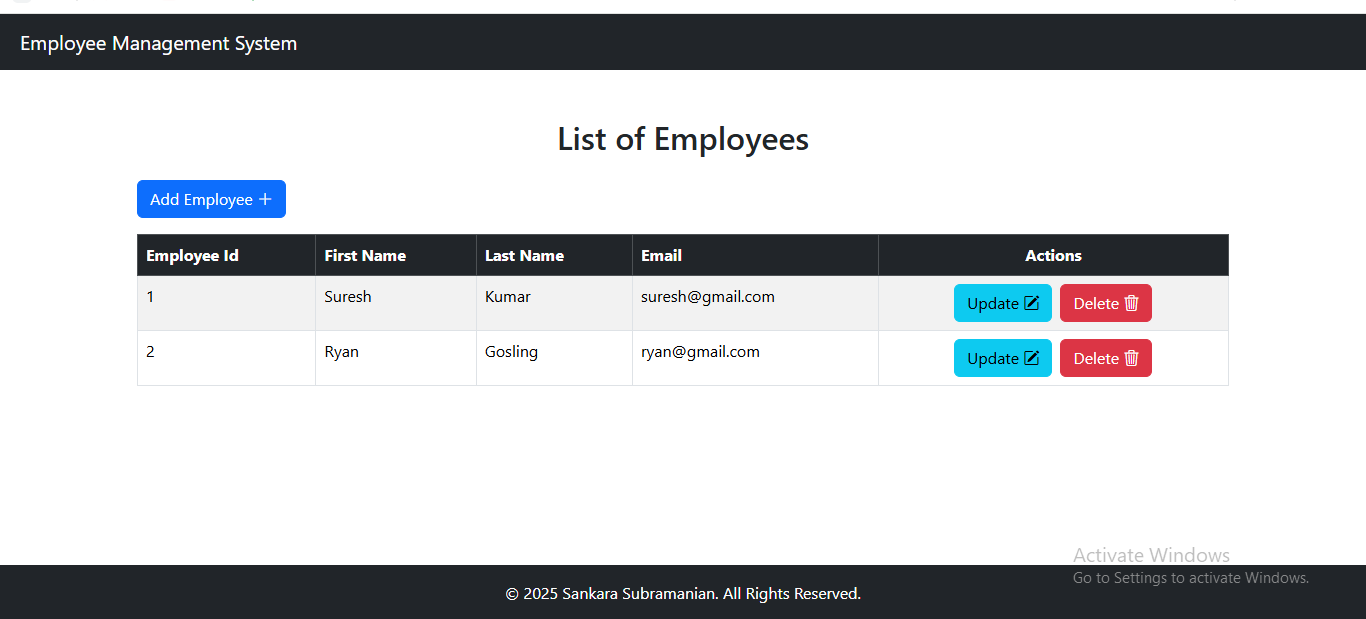 Employee Management System
List of Employees
Add Employee +
Employee Id First Name Last Name Email Actions
1 Suresh Kumar suresh@gmail.com Update Delete
2 Ryan Gosling ryan@gmail.com Update Delete
Activate Windows
Go to Settings to activate Windows.
© 2025 Sankara Subramanian. All Rights Reserved.